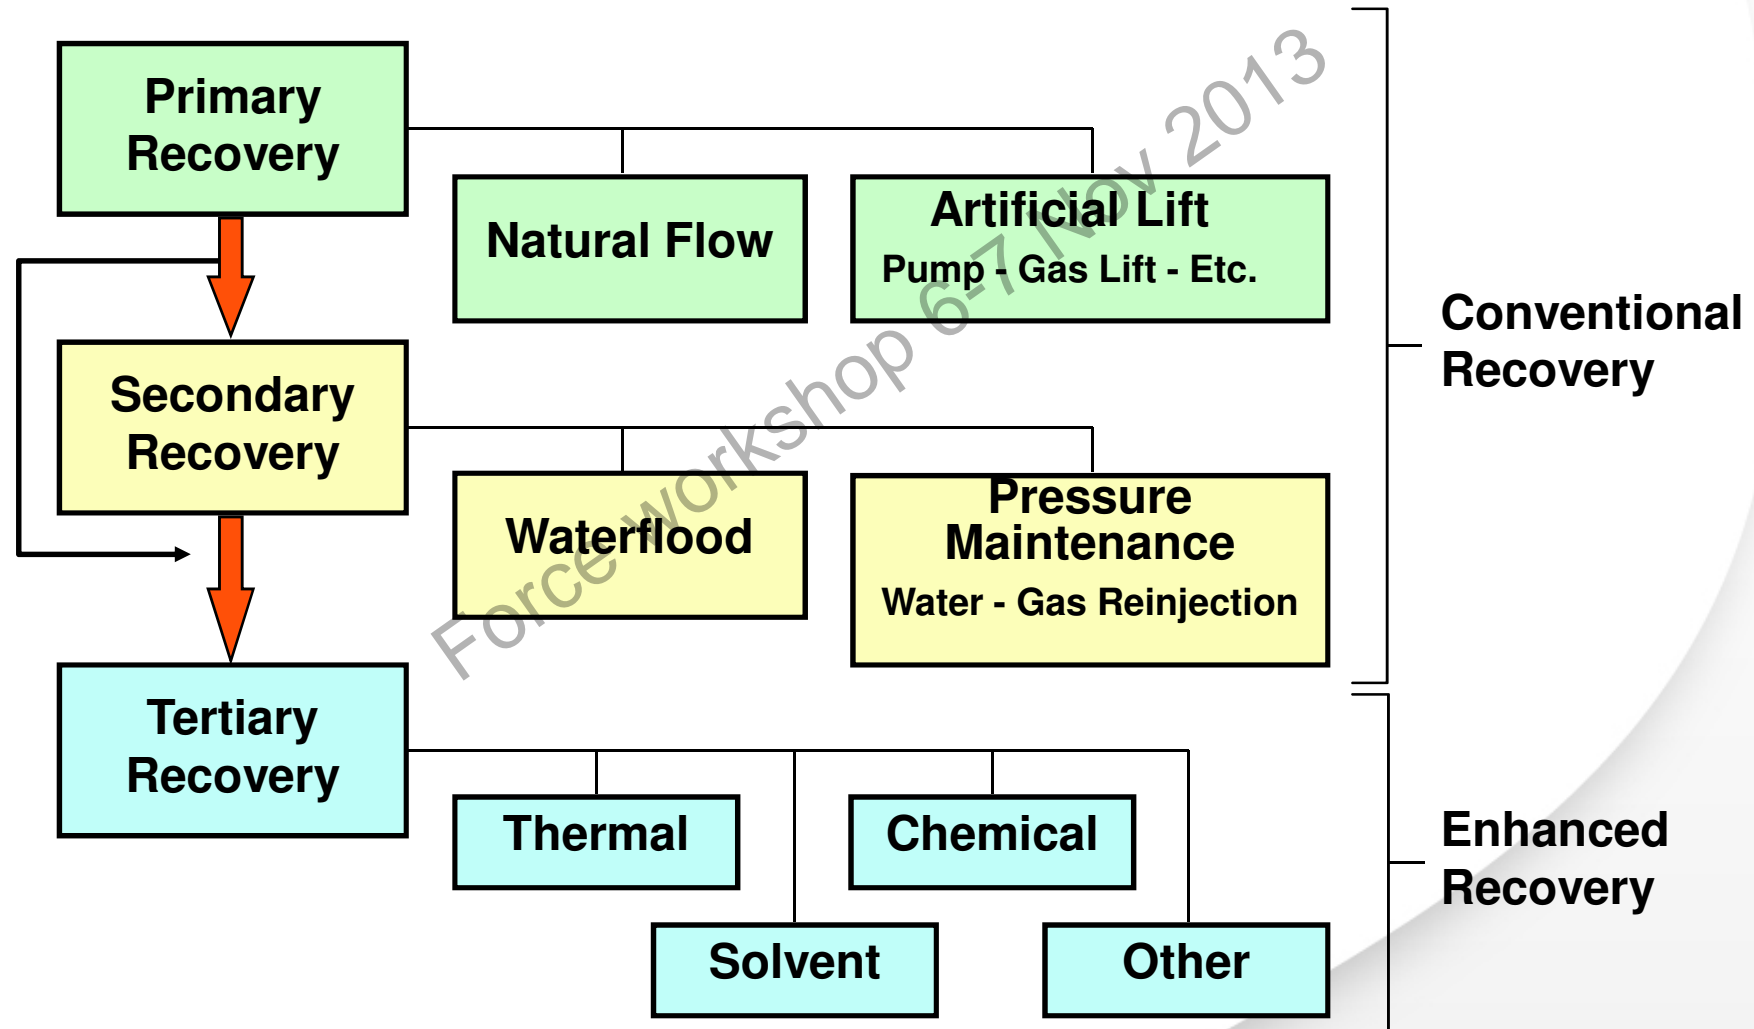 Primary
Recovery
Natural Flow
Artificial Lift
Pump - Gas Lift - Etc.
Secondary
Recovery
Waterflood
Pressure
Maintenance
Water - Gas Reinjection
Conventional
Recovery
Tertiary
Recovery
Thermal
Chemical
Solvent
Other
Enhanced
Recovery
Force workshop 6-7 Nov 2013